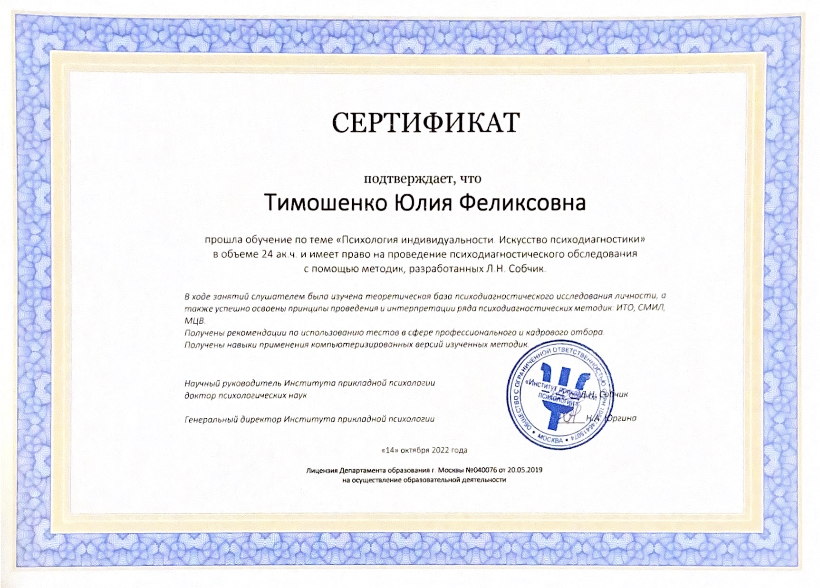 СЕРТИФИКАТ
подтверждает, что
Тимошенко Юлия Феликсовна
прошла обучение по теме «Психология индивидуальности. Искусство психодиагностики»
в объеме 24 ак.ч. и имеет право на проведение психодиагностического обследования
с помощью методик, разработанных Л.Н. Собчик.
В ходе занятий слушателем была изучена теоретическая база психодиагностического исследования личности, а
также успешно освоены принципы проведения и интерпретации ряда психодиагностических методик: ИТО, СМИЛ,
МЦВ.
Получены рекомендации по использованию тестов в сфере профессионального и кадрового отбора.
Получены навыки применения компьютеризированных версий изученных методик.
Научный руководитель Института прикладной психологии
доктор психологических наук
Л.Н. Собчик
Генеральный директор Института прикладной психологии
Н.А. Юргина
ОБЩЕСТВО С ОГРАНИЧЕННОЙ ОТВЕТСТВЕННОСТЬЮ
«Институт прикладной
психологии»
МОСКВА
«14» октября 2022 года
Лицензия Департамента образования г. Москвы №040076 от 20.05.2019
на осуществление образовательной деятельности